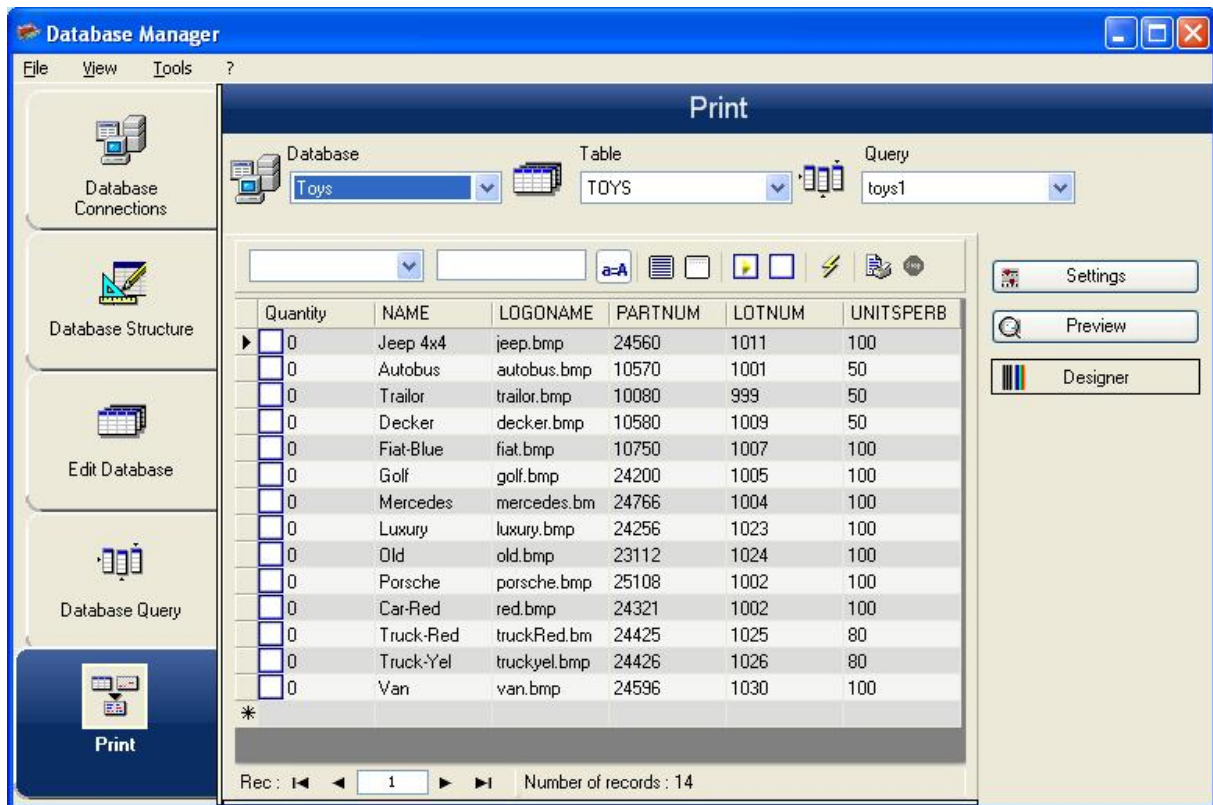 Database Manager
File View Tools ?
Print
Database Connections
Database Structure
Edit Database
Database Query
Print
Database Table Query
Toys TOYS toys1
a=A
Settings
Preview
Designer
Quantity NAME LOGONAME PARTNUM LOTNUM UNITSPERB
0 Jeep 4x4 jeep.bmp 24560 1011 100
0 Autobus autobus.bmp 10570 1001 50
0 Trailor trailor.bmp 10080 999 50
0 Decker decker.bmp 10580 1009 50
0 Fiat-Blue fiat.bmp 10750 1007 100
0 Golf golf.bmp 24200 1005 100
0 Mercedes mercedes.bm 24766 1004 100
0 Luxury luxury.bmp 24256 1023 100
0 Old old.bmp 23112 1024 100
0 Porsche porsche.bmp 25108 1002 100
0 Car-Red red.bmp 24321 1002 100
0 Truck-Red truckRed.bm 24425 1025 80
0 Truck-Yel truckyel.bmp 24426 1026 80
0 Van van.bmp 24596 1030 100
Rec : 1 Number of records : 14